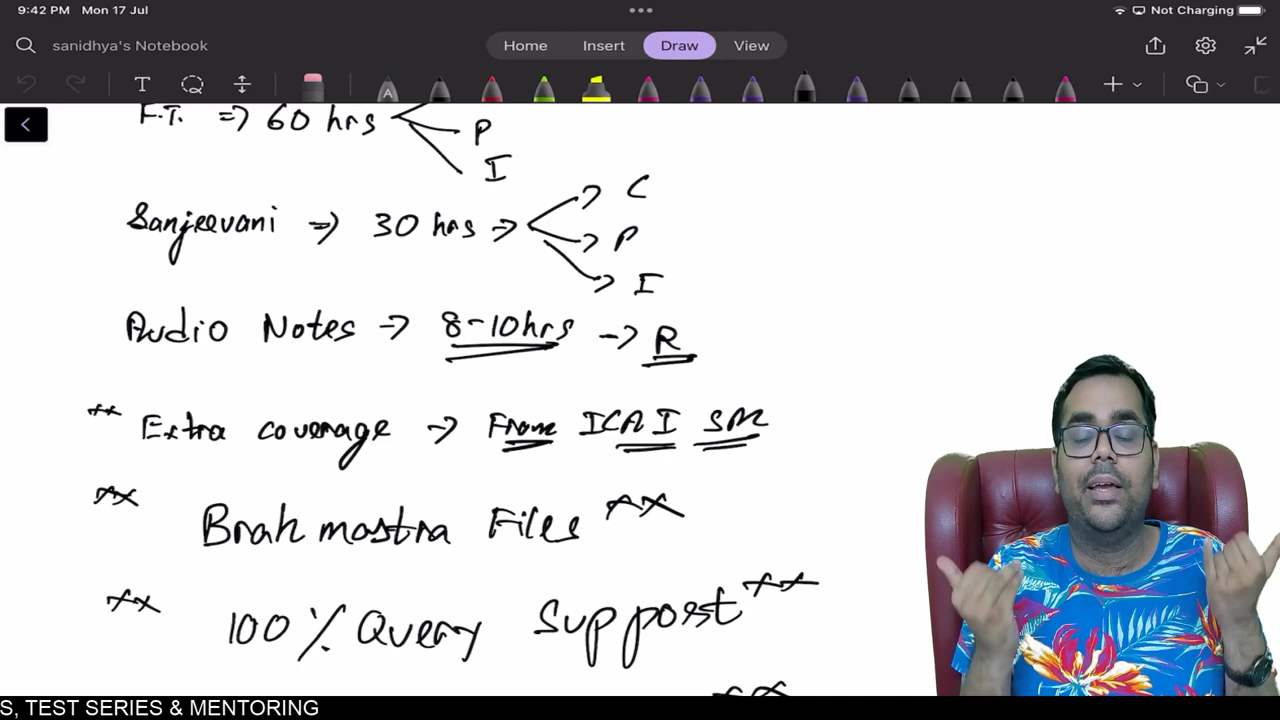 9:42 PM Mon 17 Jul
Not Charging
sanidhya's Notebook
Home Insert Draw View
T
A
F.T. => 60 hrs
P
I
Sanjeevani => 30 hrs -> -> C
-> P
-> I
Audio Notes -> 8-10hrs -> R
** Extra coverage -> From ICAI SM
** Brahmastra Files **
** 100% Query Support **
S, TEST SERIES & MENTORING